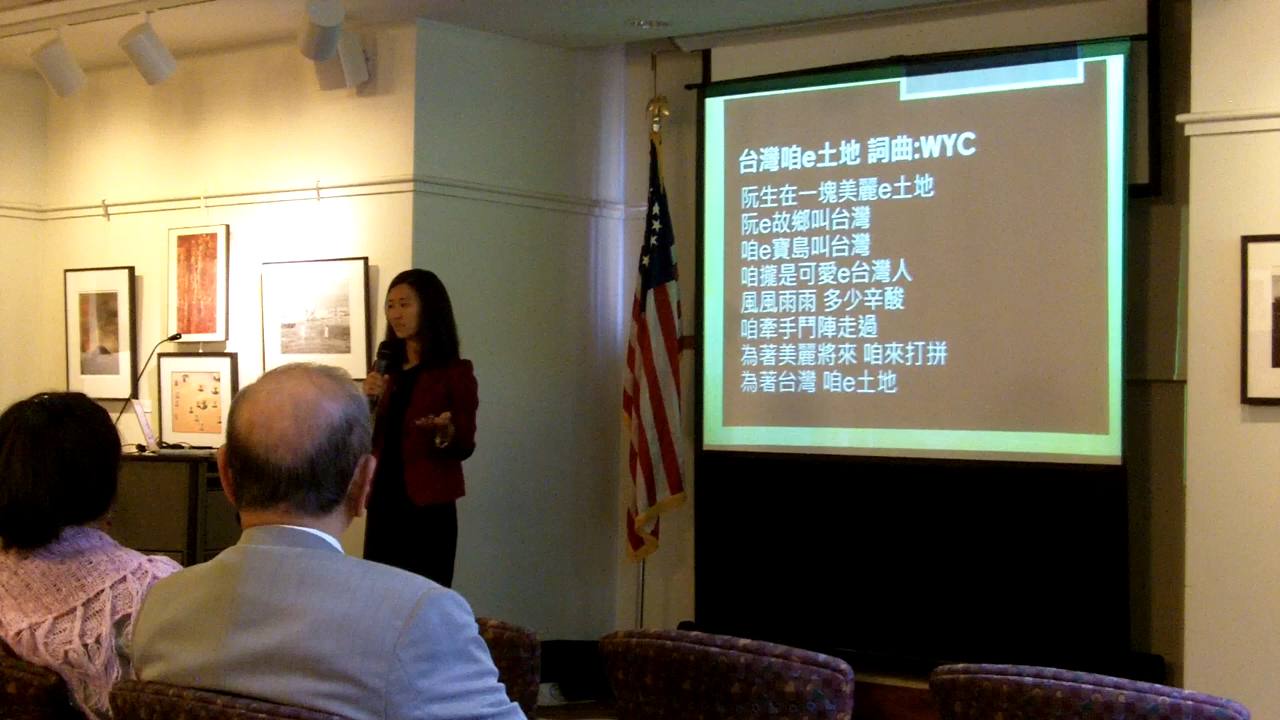 台灣咱e土地 詞曲:WYC
阮生在一塊美麗e土地
阮e故鄉叫台灣
咱e寶島叫台灣
咱攏是可愛e台灣人
風風雨雨 多少辛酸
咱牽手鬥陣走過
為著美麗將來 咱來打拼
為著台灣 咱e土地